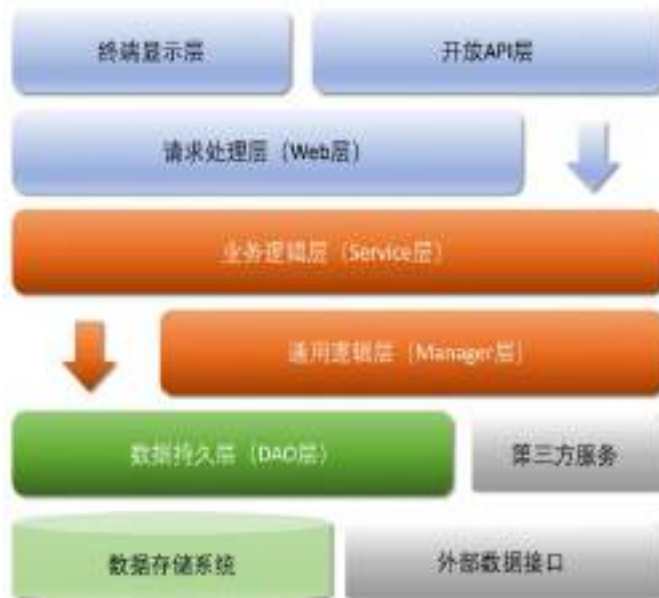 终端显示层
开放API层
请求处理层（Web层）
业务逻辑层（Service层）
通用逻辑层（Manager层）
数据持久层（DAO层）
第三方服务
数据存储系统
外部数据接口